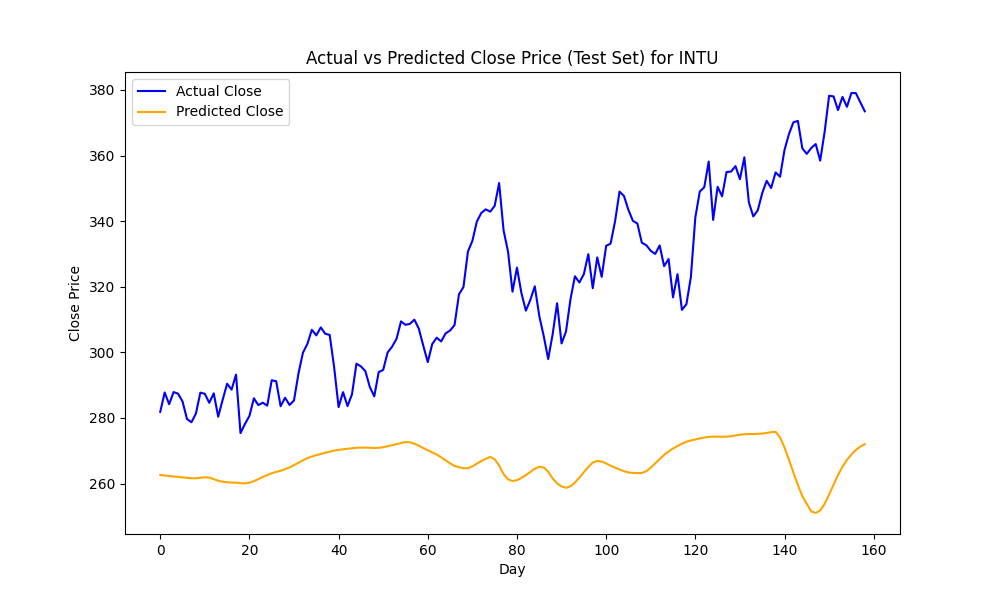 Actual vs Predicted Close Price (Test Set) for INTU
Actual Close
Predicted Close
Close Price
380
360
340
320
300
280
260
0 20 40 60 80 100 120 140 160
Day